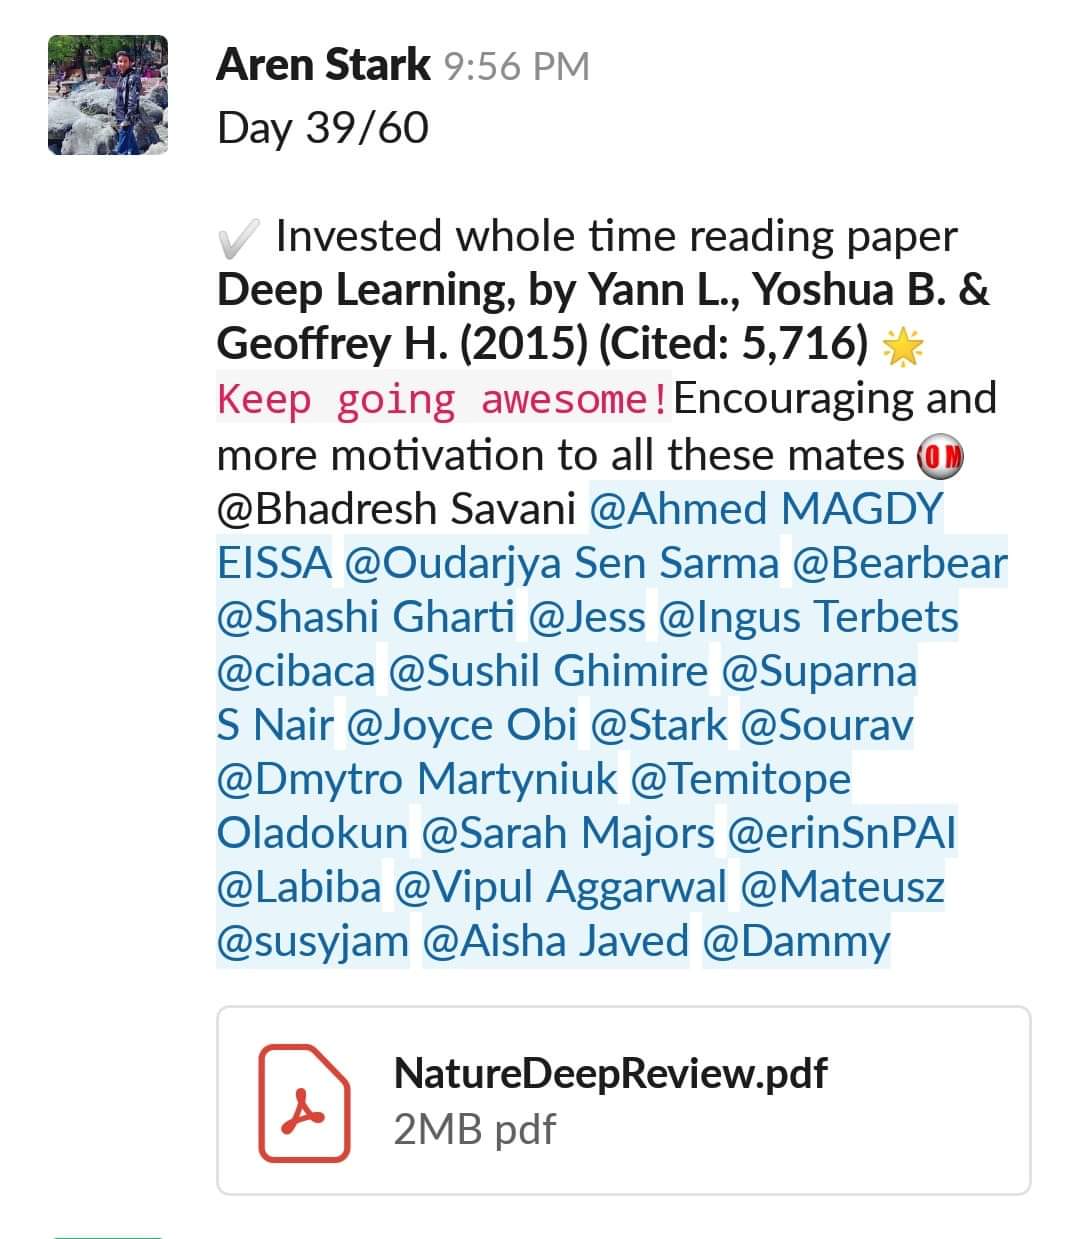 Aren Stark 9:56 PM
Day 39/60
✔️ Invested whole time reading paper
Deep Learning, by Yann L., Yoshua B. &
Geoffrey H. (2015) (Cited: 5,716) 🌟
Keep going awesome!Encouraging and
more motivation to all these mates ON
@Bhadresh Savani @Ahmed MAGDY
EISSA @Oudarjya Sen Sarma @Bearbear
@Shashi Gharti @Jess @Ingus Terbets
@cibaca @Sushil Ghimire @Suparna
S Nair @Joyce Obi @Stark @Sourav
@Dmytro Martyniuk @Temitope
Oladokun @Sarah Majors @erinSnPAI
@Labiba @Vipul Aggarwal @Mateusz
@susyjam @Aisha Javed @Dammy
NatureDeepReview.pdf
2MB pdf